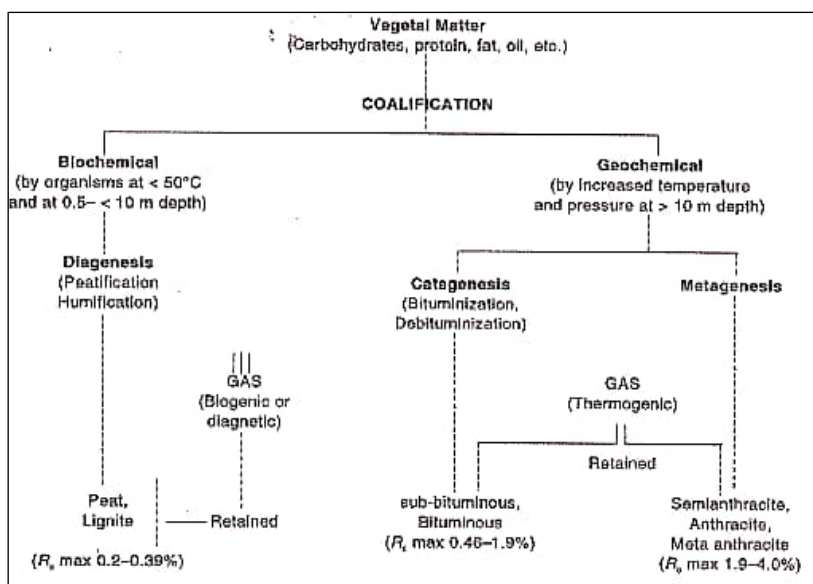 Vegetal Matter
(Carbohydrates, protein, fat, oil, etc.)
COALIFICATION
Biochemical
(by organisms at < 50°C
and at 0.5– < 10 m depth)
Geochemical
(by increased temperature
and pressure at > 10 m depth)
Diagenesis
(Peatification
Humification)
Catagenesis
(Bituminization,
Debituminization)
Metagenesis
GAS
(Biogenic or
diagnetic)
GAS
(Thermogenic)
Retained
Peat,
Lignite
Retained
(Ro max 0.2–0.39%)
sub-bituminous,
Bituminous
(Ro max 0.46–1.9%)
Semianthracite,
Anthracite,
Meta anthracite
(Ro max 1.9–4.0%)